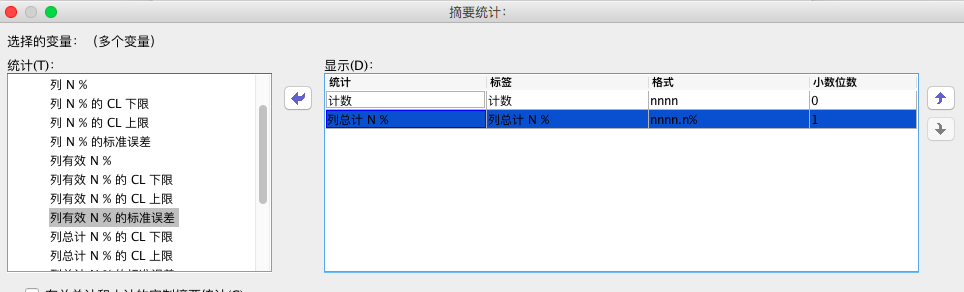 摘要统计：
选择的变量： （多个变量）
统计(T)：
显示(D)：
列 N %
列 N % 的 CL 下限
列 N % 的 CL 上限
列 N % 的标准误差
列有效 N %
列有效 N % 的 CL 下限
列有效 N % 的 CL 上限
列有效 N % 的标准误差
列总计 N % 的 CL 下限
列总计 N % 的 CL 上限
统计 标签 格式 小数位数
计数 计数 nnnn 0
列总计 N % 列总计 N % nnnn.n% 1